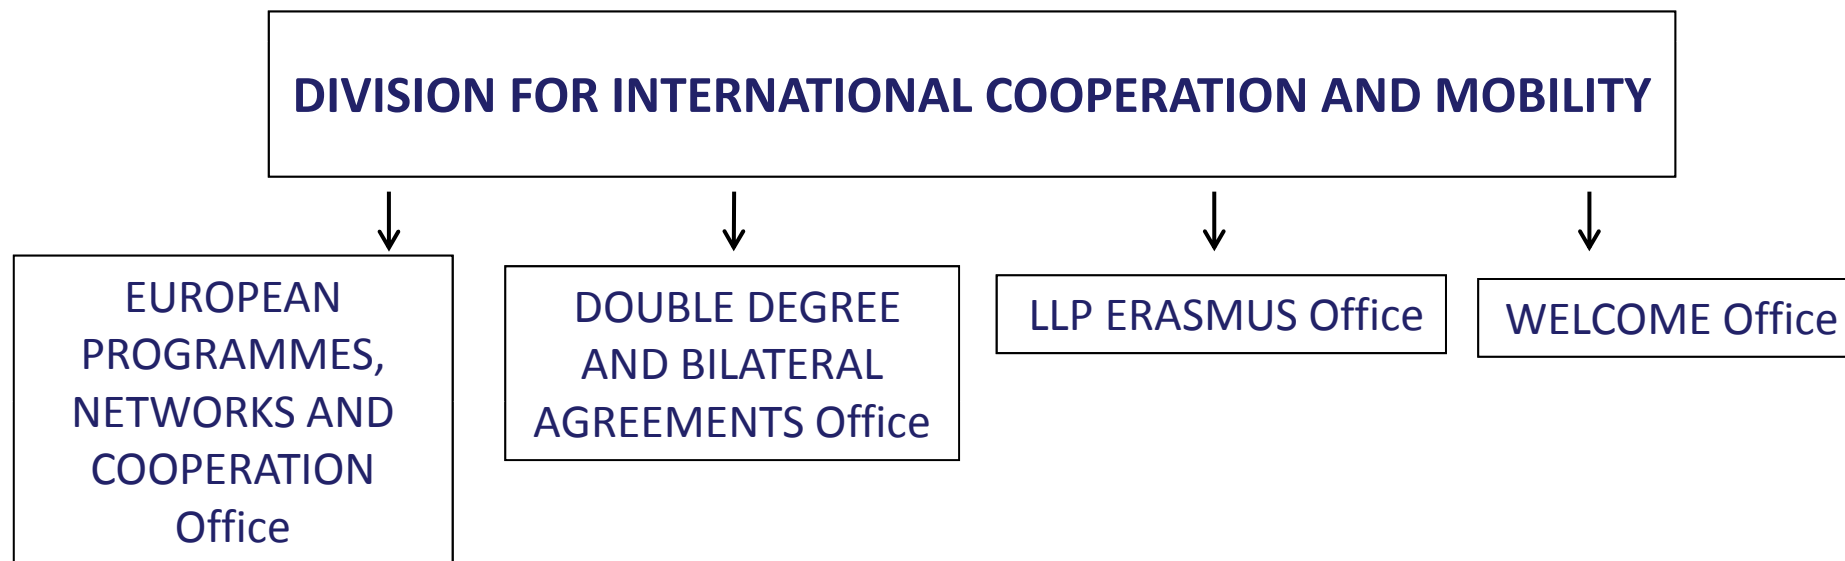 DIVISION FOR INTERNATIONAL COOPERATION AND MOBILITY
EUROPEAN
PROGRAMMES,
NETWORKS AND
COOPERATION
Office
DOUBLE DEGREE
AND BILATERAL
AGREEMENTS Office
LLP ERASMUS Office
WELCOME Office